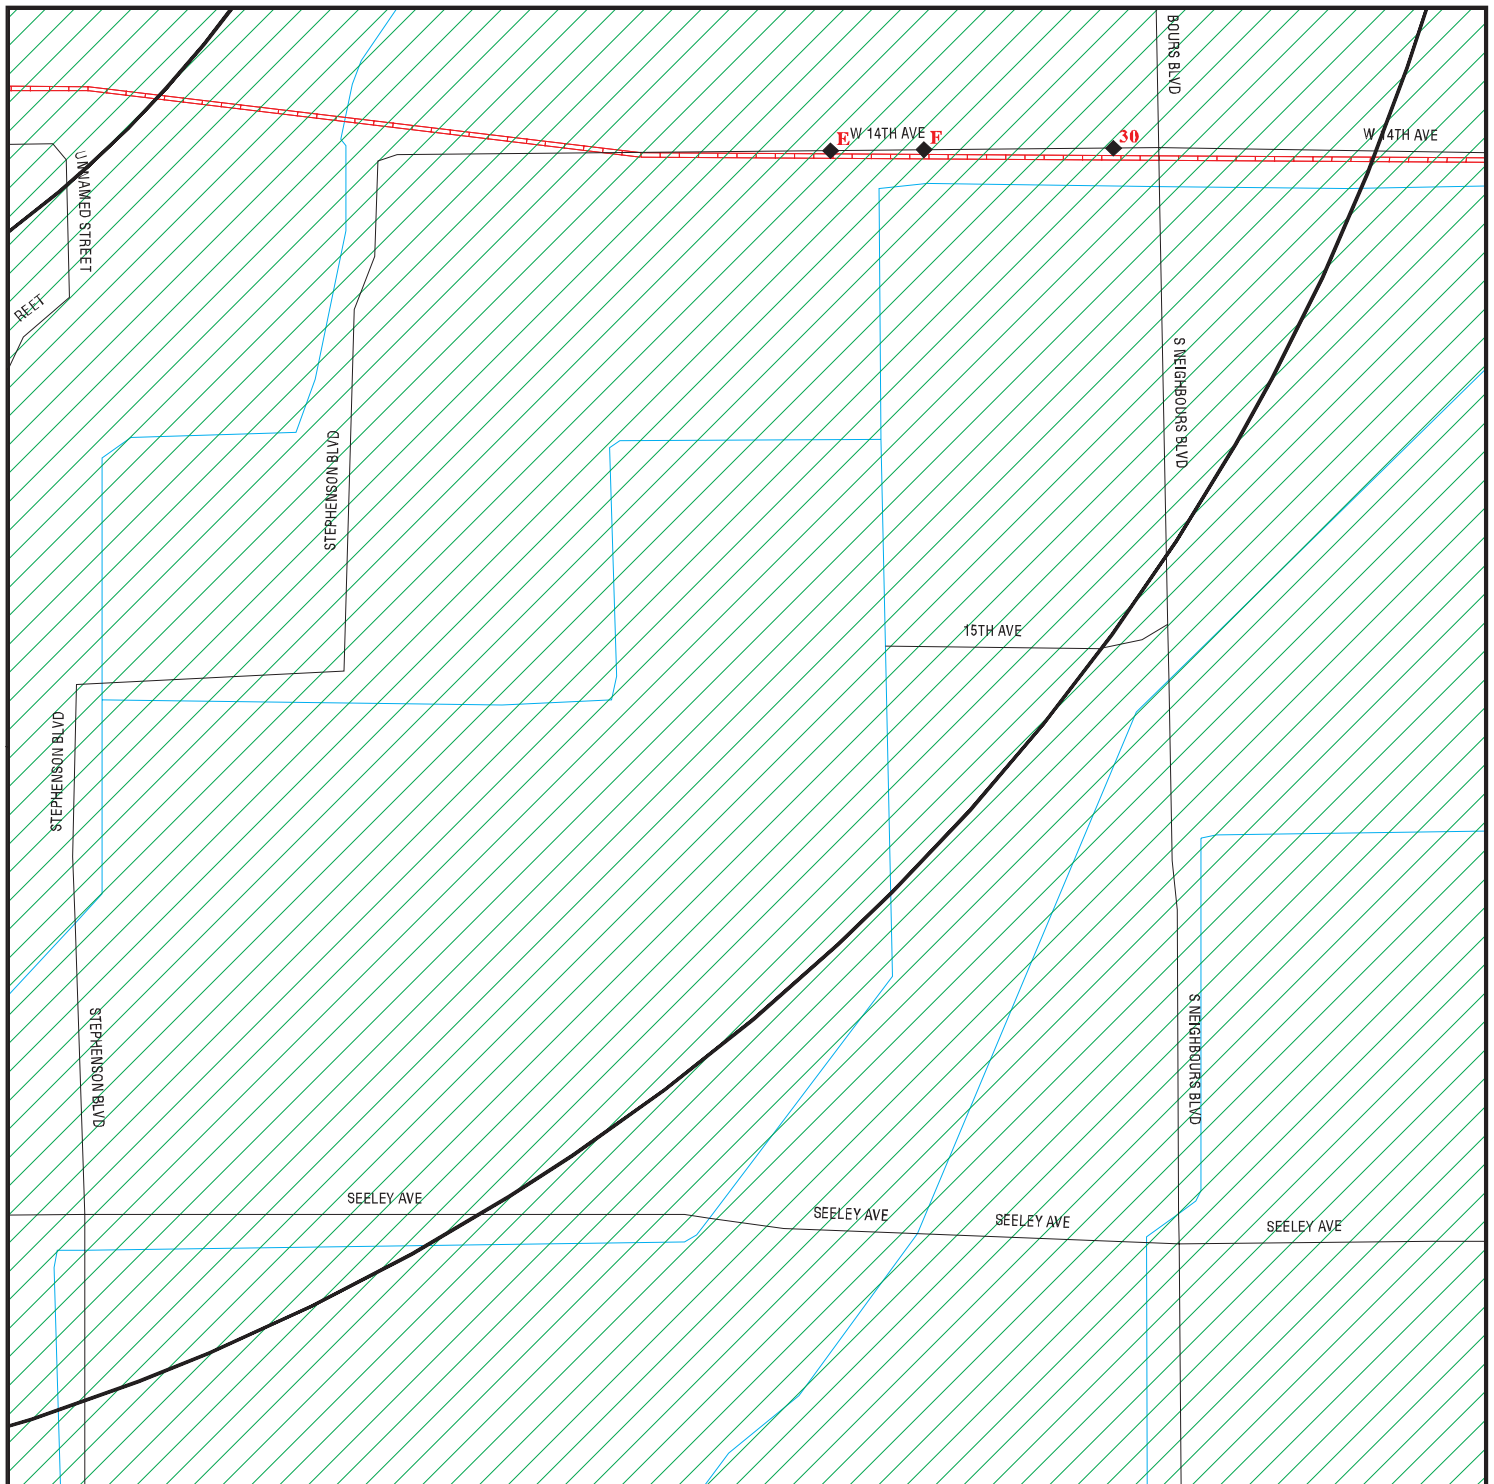 BOURS BLVD
W 14TH AVE
E
F
30
W 14TH AVE
UNNAMED STREET
REET
S NEIGHBOURS BLVD
STEPHENSON BLVD
15TH AVE
STEPHENSON BLVD
STEPHENSON BLVD
S NEIGHBOURS BLVD
SEELEY AVE
SEELEY AVE
SEELEY AVE
SEELEY AVE